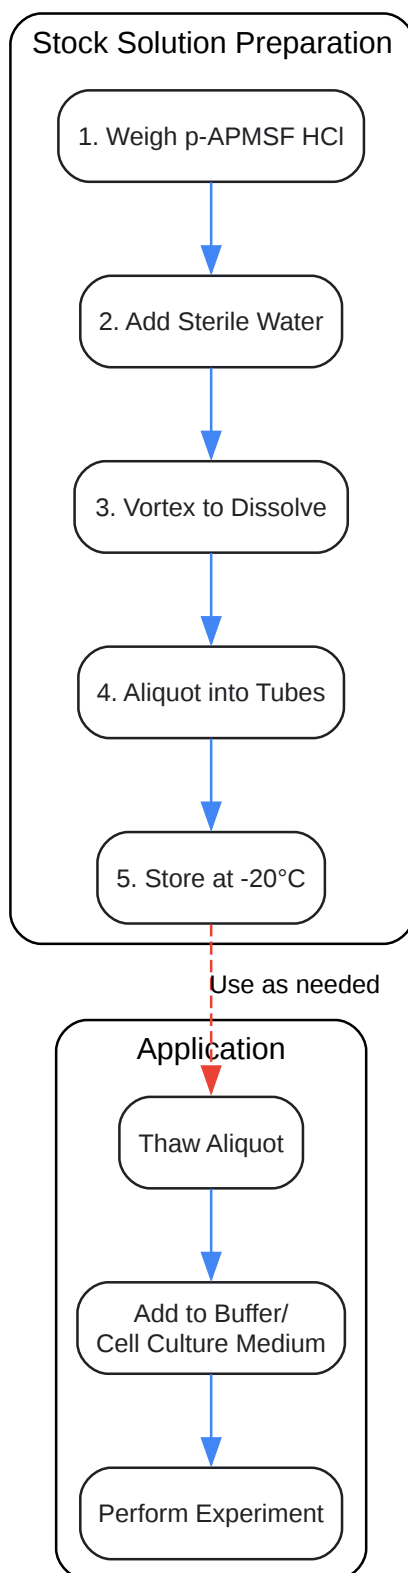 Stock Solution Preparation
1. Weigh p-APMSF HCl
2. Add Sterile Water
3. Vortex to Dissolve
4. Aliquot into Tubes
5. Store at -20°C
Use as needed
Application
Thaw Aliquot
Add to Buffer/
Cell Culture Medium
Perform Experiment